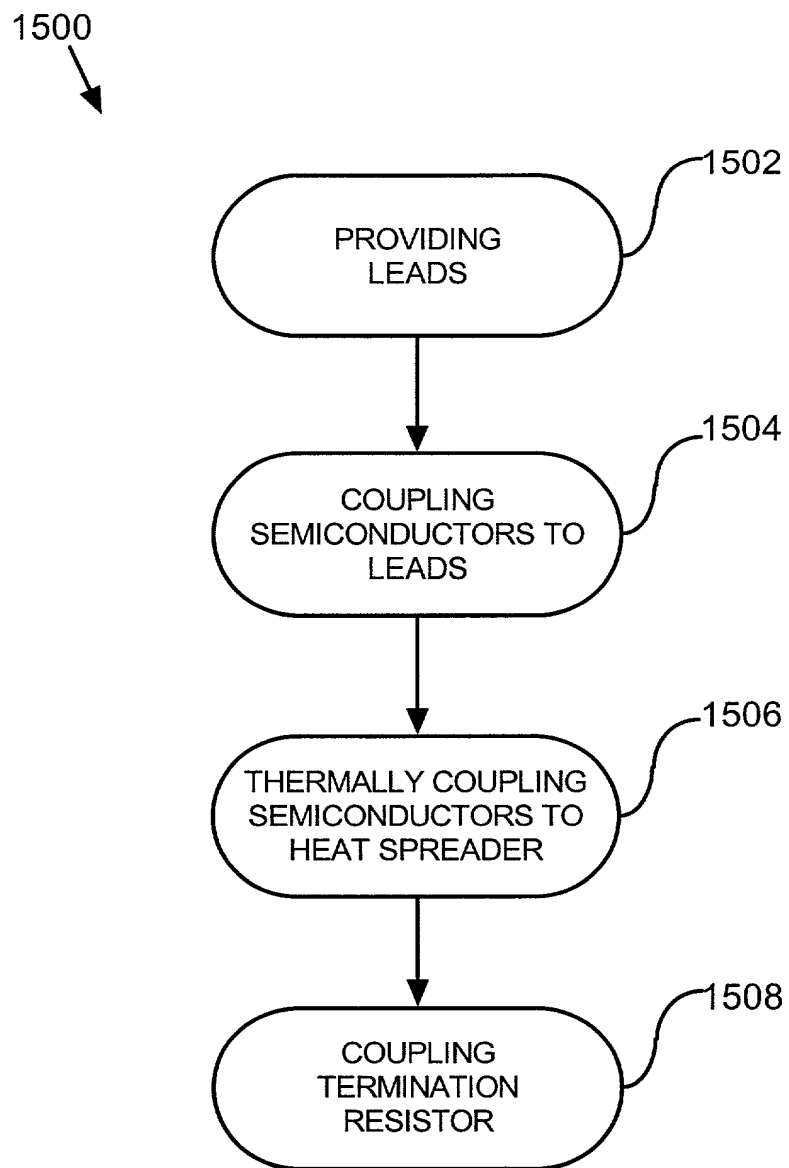 1500
1502
PROVIDING
LEADS
1504
COUPLING
SEMICONDUCTORS TO
LEADS
1506
THERMALLY COUPLING
SEMICONDUCTORS TO
HEAT SPREADER
1508
COUPLING
TERMINATION
RESISTOR